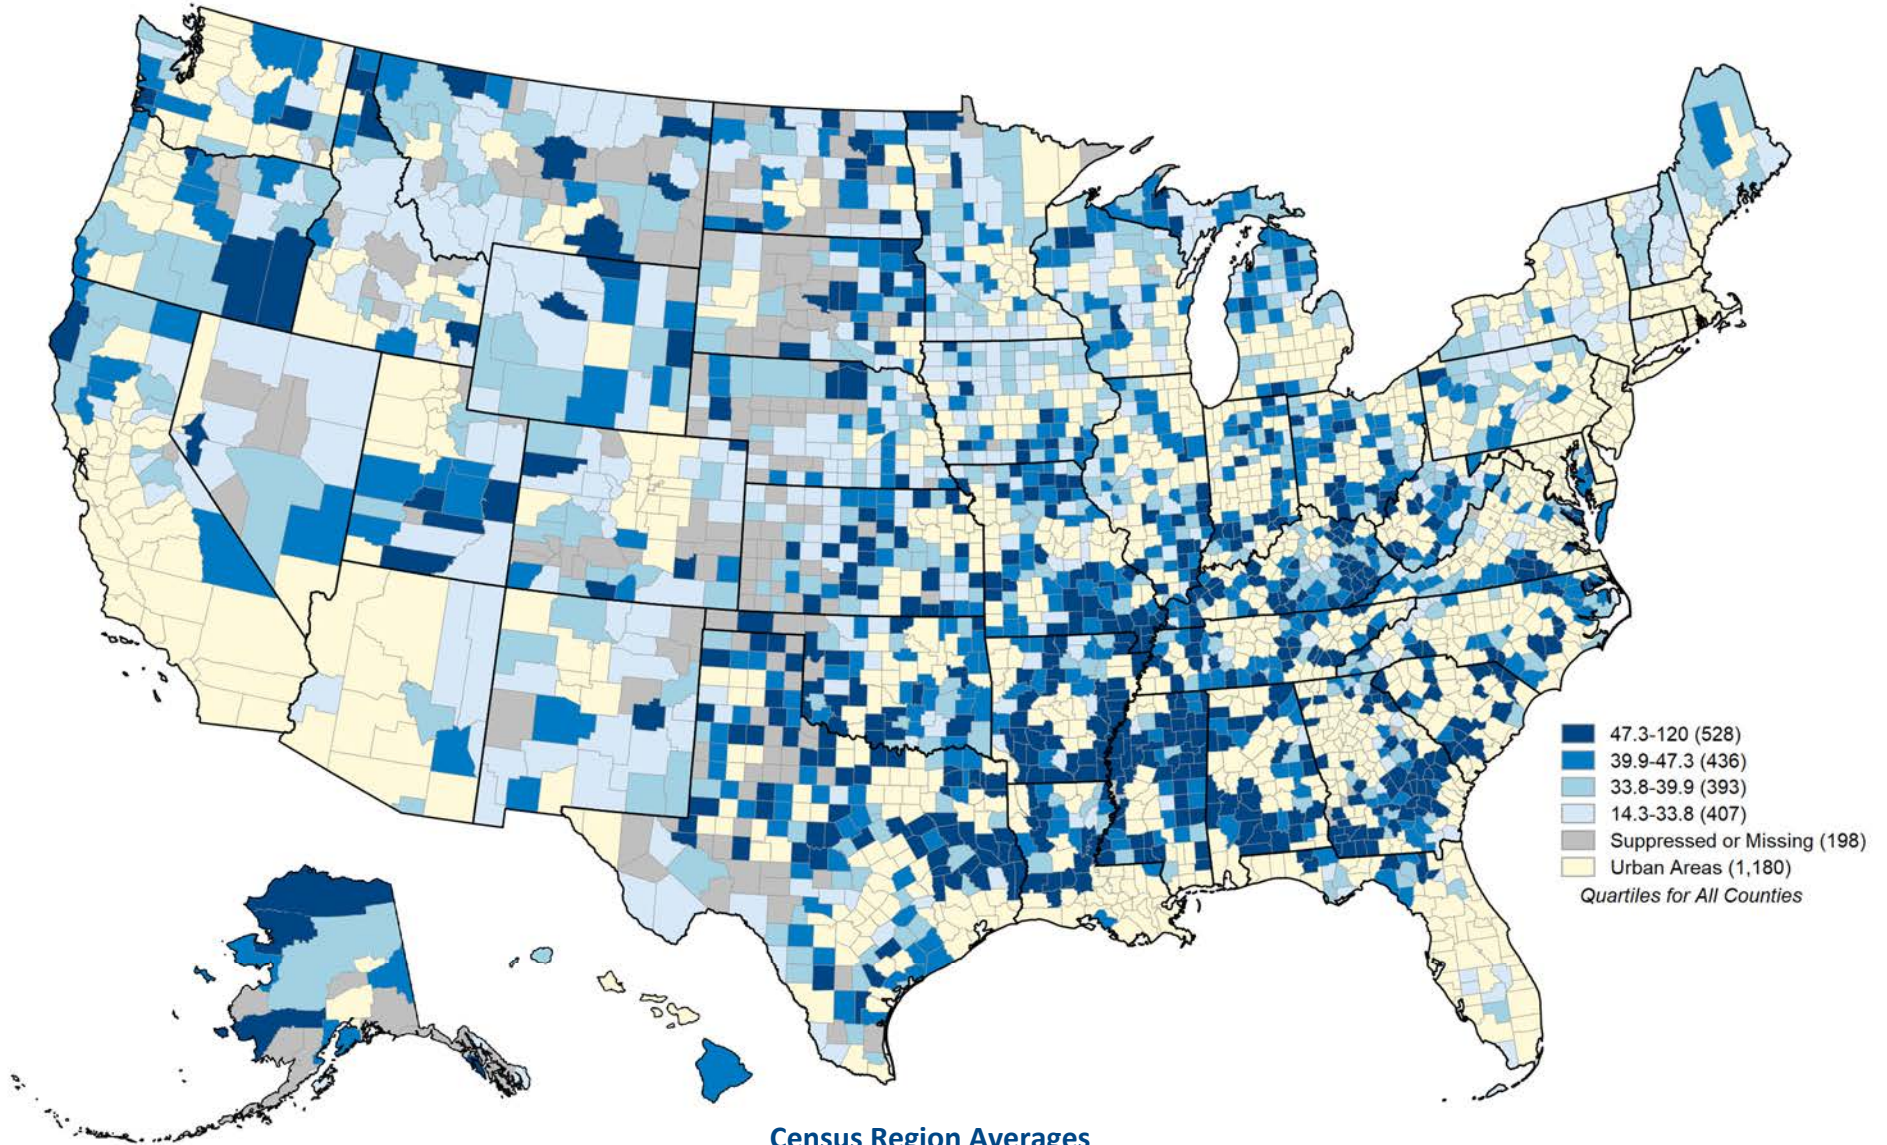 47.3-120 (528)
39.9-47.3 (436)
33.8-39.9 (393)
14.3-33.8 (407)
Suppressed or Missing (198)
Urban Areas (1,180)
Quartiles for All Counties
Census Region Averages